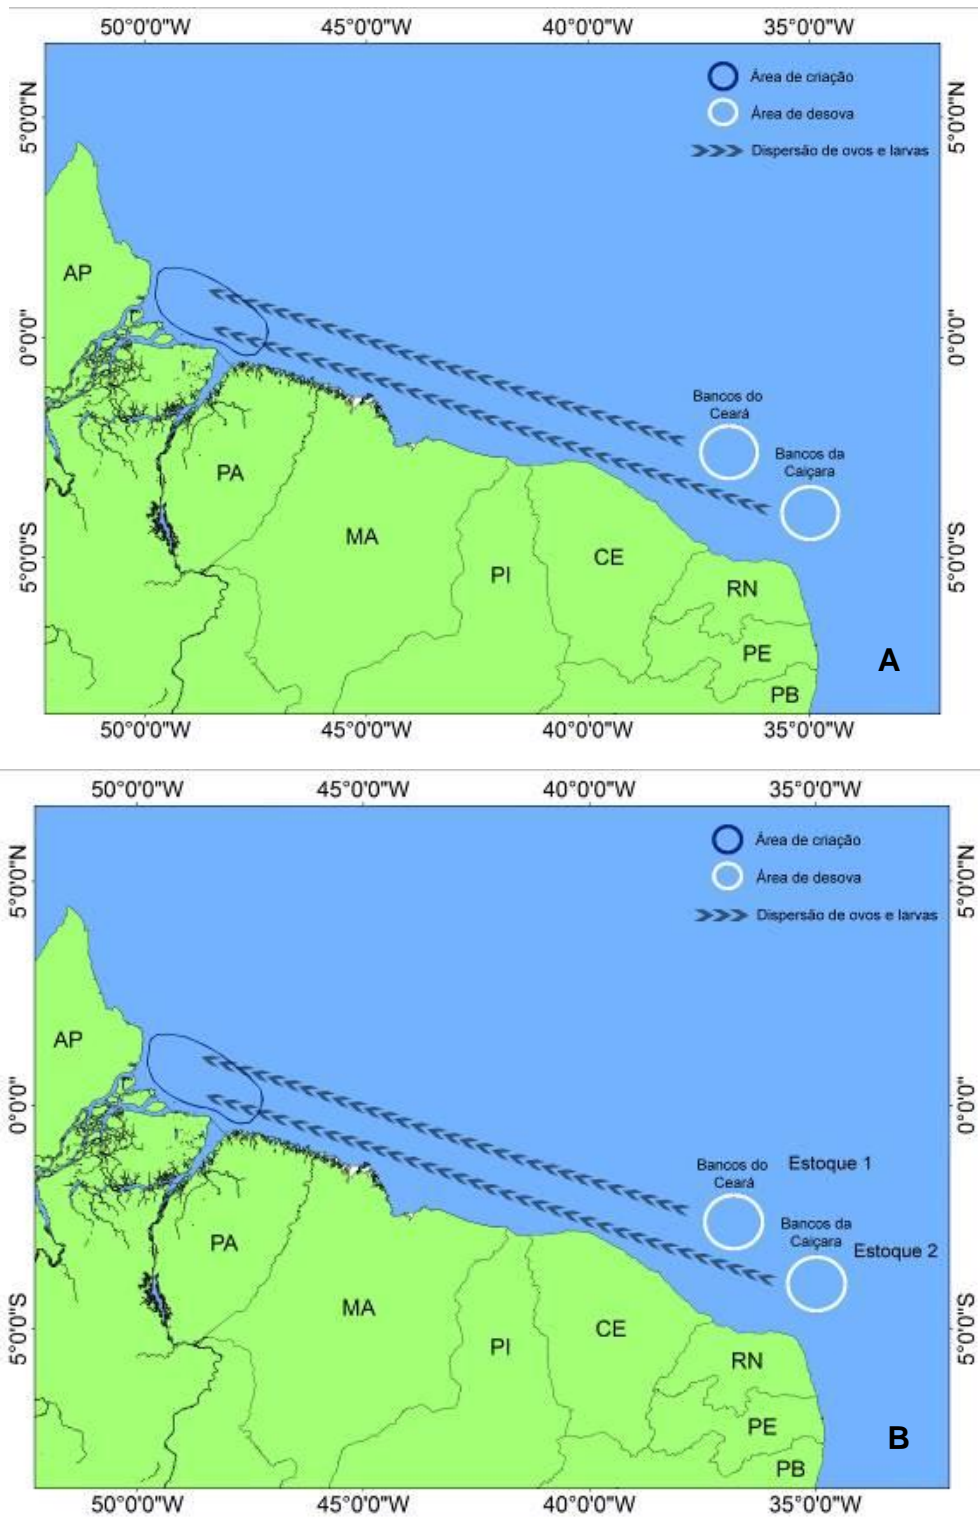 50°0'0"W 45°0'0"W 40°0'0"W 35°0'0"W
5°0'0"N
5°0'0"N
Área de criação
Área de desova
Dispersão de ovos e larvas
AP
0°0'0"
0°0'0"
Bancos do
Ceará
Bancos da
Caiçara
PA
MA
CE
PI
RN
5°0'0"S
5°0'0"S
PE
A
PB
50°0'0"W 45°0'0"W 40°0'0"W 35°0'0"W
50°0'0"W 45°0'0"W 40°0'0"W 35°0'0"W
5°0'0"N
5°0'0"N
Área de criação
Área de desova
Dispersão de ovos e larvas
AP
0°0'0"
0°0'0"
Bancos do
Ceará
Estoque 1
Bancos da
Caiçara
Estoque 2
PA
MA
CE
PI
RN
5°0'0"S
5°0'0"S
PE
B
PB
50°0'0"W 45°0'0"W 40°0'0"W 35°0'0"W